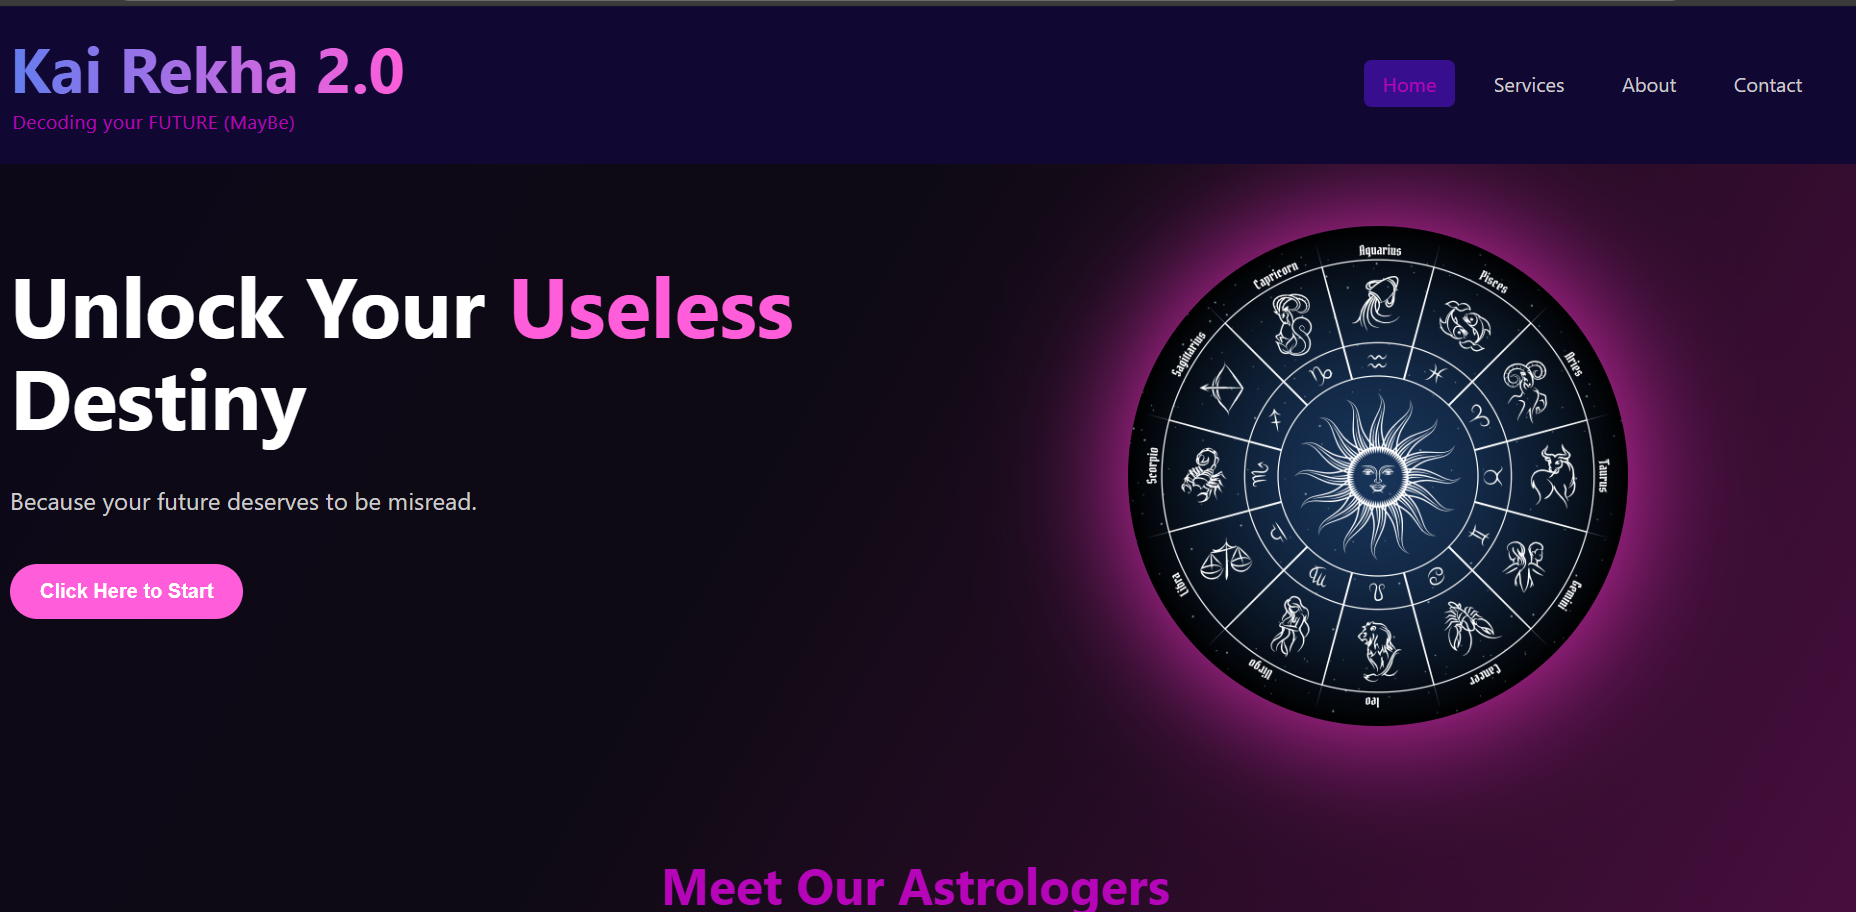 Kai Rekha 2.0
Decoding your FUTURE (MayBe)
Home Services About Contact
Unlock Your Useless
Destiny
Because your future deserves to be misread.
Click Here to Start
Aquarius
Pisces
Aries
Taurus
Gemini
Cancer
leo
Virgo
Libra
Scorpio
Sagittarius
Capricorn
Meet Our Astrologers